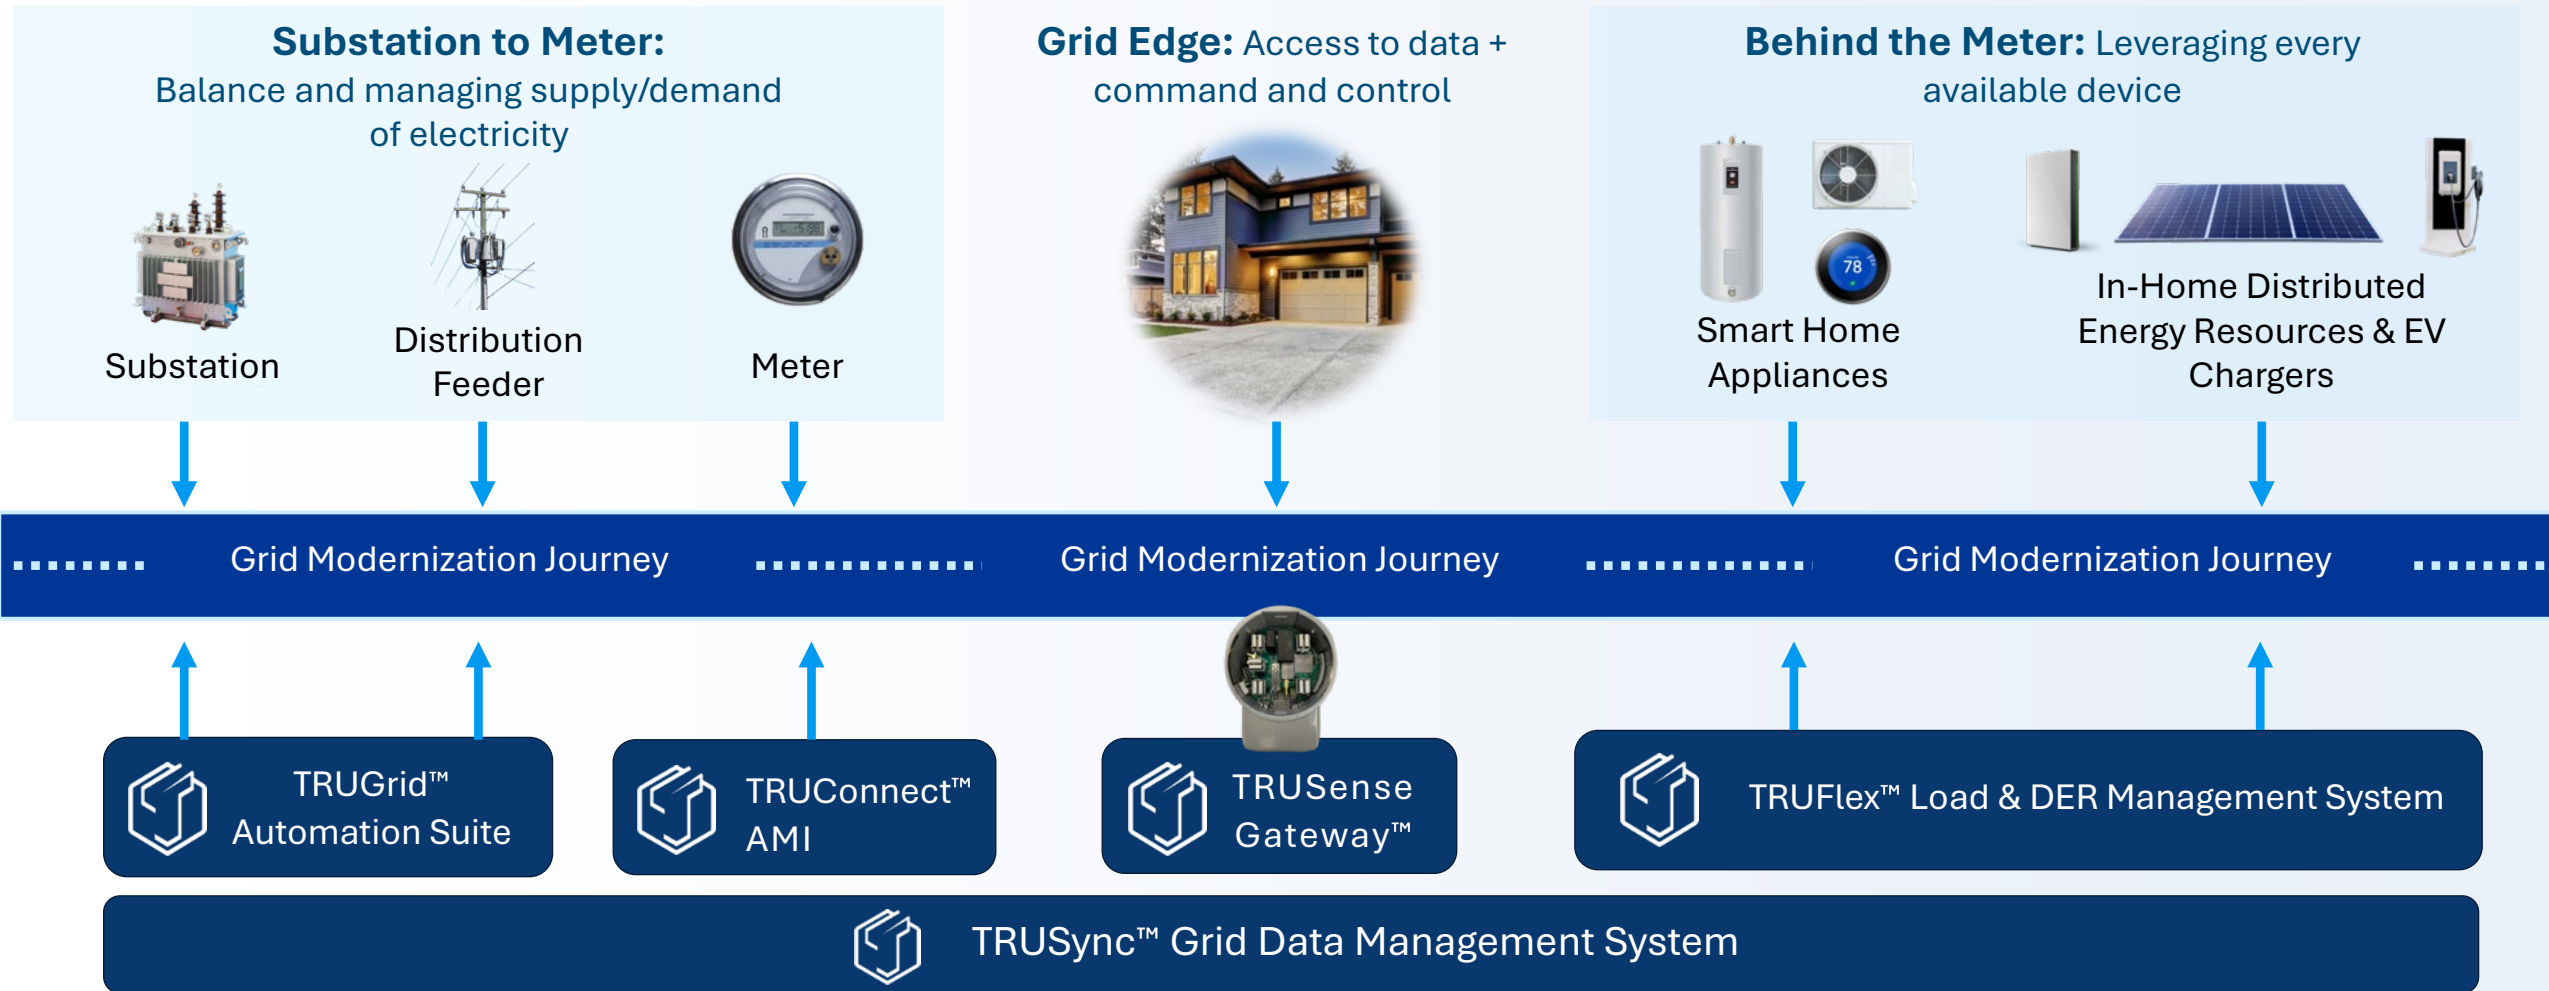 Substation to Meter:
Balance and managing supply/demand
of electricity
Substation
Distribution
Feeder
Meter
Grid Edge: Access to data +
command and control
Behind the Meter: Leveraging every
available device
78
Smart Home
Appliances
In-Home Distributed
Energy Resources & EV
Chargers
Grid Modernization Journey
Grid Modernization Journey
Grid Modernization Journey
TRUGrid™
Automation Suite
TRUConnect™
AMI
TRUSense
Gateway™
TRUFlex™ Load & DER Management System
TRUSync™ Grid Data Management System